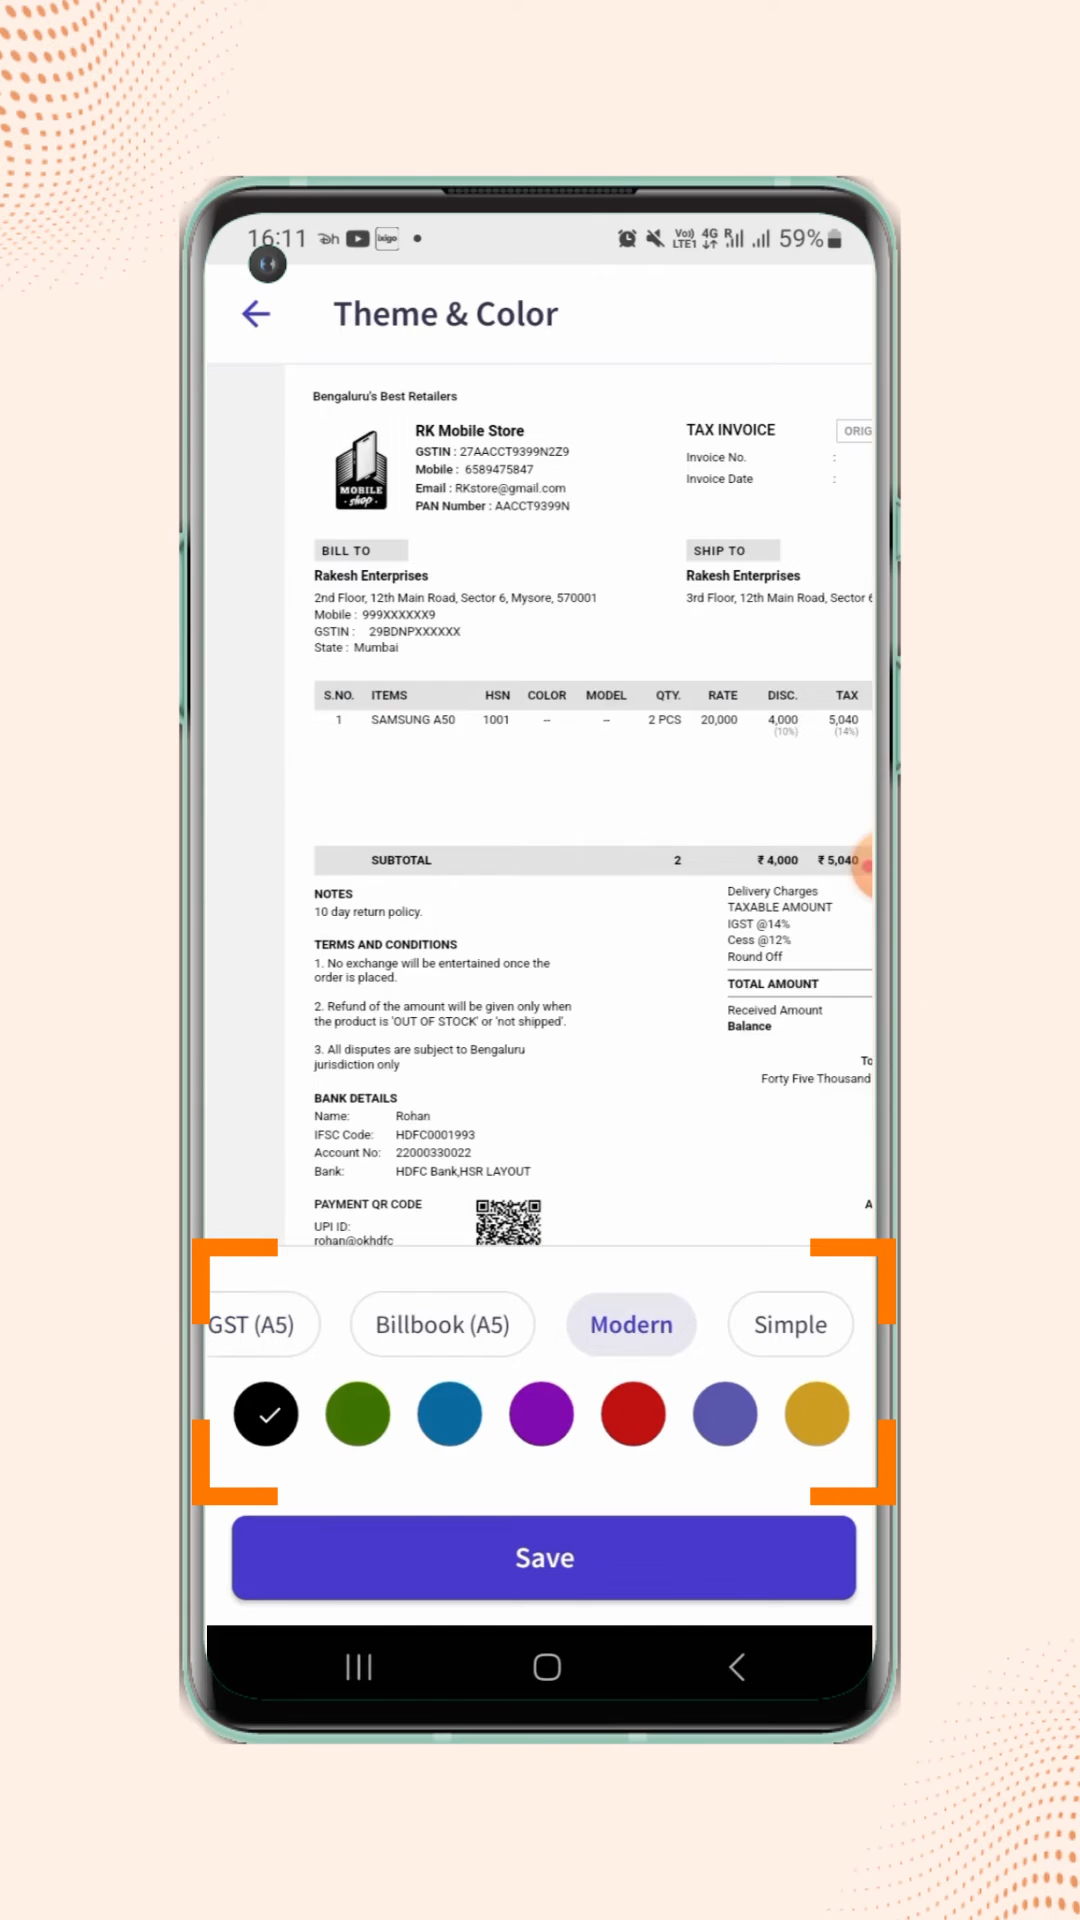 16:11 ixigo Vo)) LTE1 4G R 59%
Theme & Color
Bengaluru's Best Retailers
MOBILE
shop
RK Mobile Store
GSTIN : 27AACCT9399N2Z9
Mobile : 6589475847
Email : RKstore@gmail.com
PAN Number : AACCT9399N
TAX INVOICE ORIG
Invoice No. :
Invoice Date :
BILL TO
Rakesh Enterprises
2nd Floor, 12th Main Road, Sector 6, Mysore, 570001
Mobile : 999XXXXXX9
GSTIN : 29BDNPXXXXXX
State : Mumbai
SHIP TO
Rakesh Enterprises
3rd Floor, 12th Main Road, Sector 6
S.NO. ITEMS HSN COLOR MODEL QTY. RATE DISC. TAX
1 SAMSUNG A50 1001 -- -- 2 PCS 20,000 4,000 5,040
(10%) (14%)
SUBTOTAL 2 ₹ 4,000 ₹ 5,040
NOTES
10 day return policy.
TERMS AND CONDITIONS
1. No exchange will be entertained once the
order is placed.
2. Refund of the amount will be given only when
the product is 'OUT OF STOCK' or 'not shipped'.
3. All disputes are subject to Bengaluru
jurisdiction only
Delivery Charges
TAXABLE AMOUNT
IGST @14%
Cess @12%
Round Off
TOTAL AMOUNT
Received Amount
Balance
To
Forty Five Thousand
BANK DETAILS
Name: Rohan
IFSC Code: HDFC0001993
Account No: 22000330022
Bank: HDFC Bank,HSR LAYOUT
PAYMENT QR CODE
UPI ID:
rohan@okhdfc
A
GST (A5) Billbook (A5) Modern Simple
Save